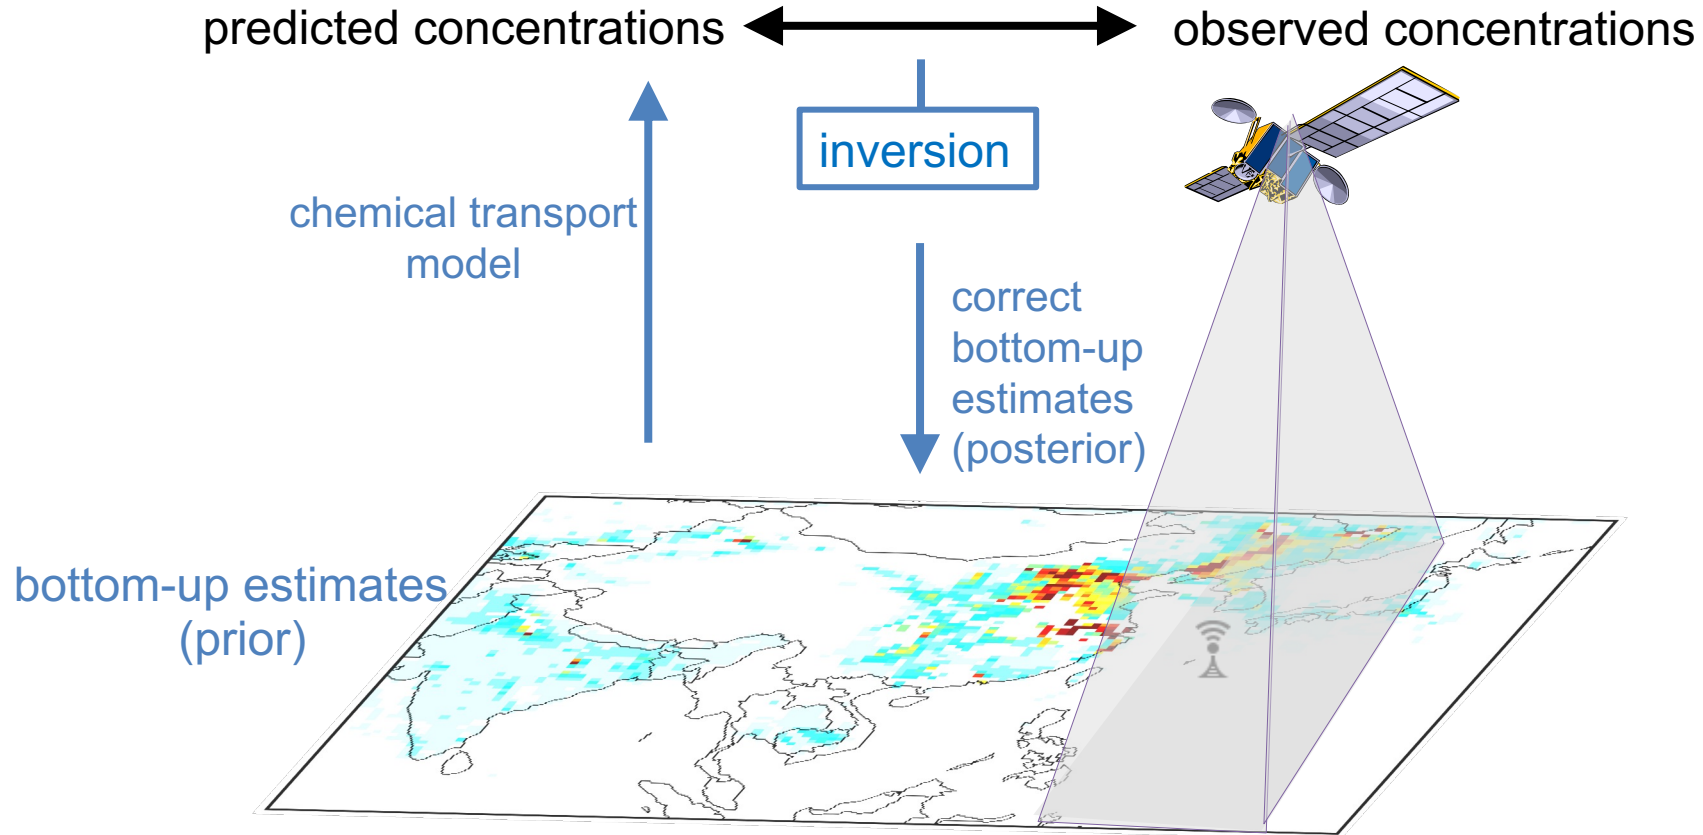 predicted concentrations
observed concentrations
inversion
chemical transport
model
correct
bottom-up
estimates
(posterior)
bottom-up estimates
(prior)